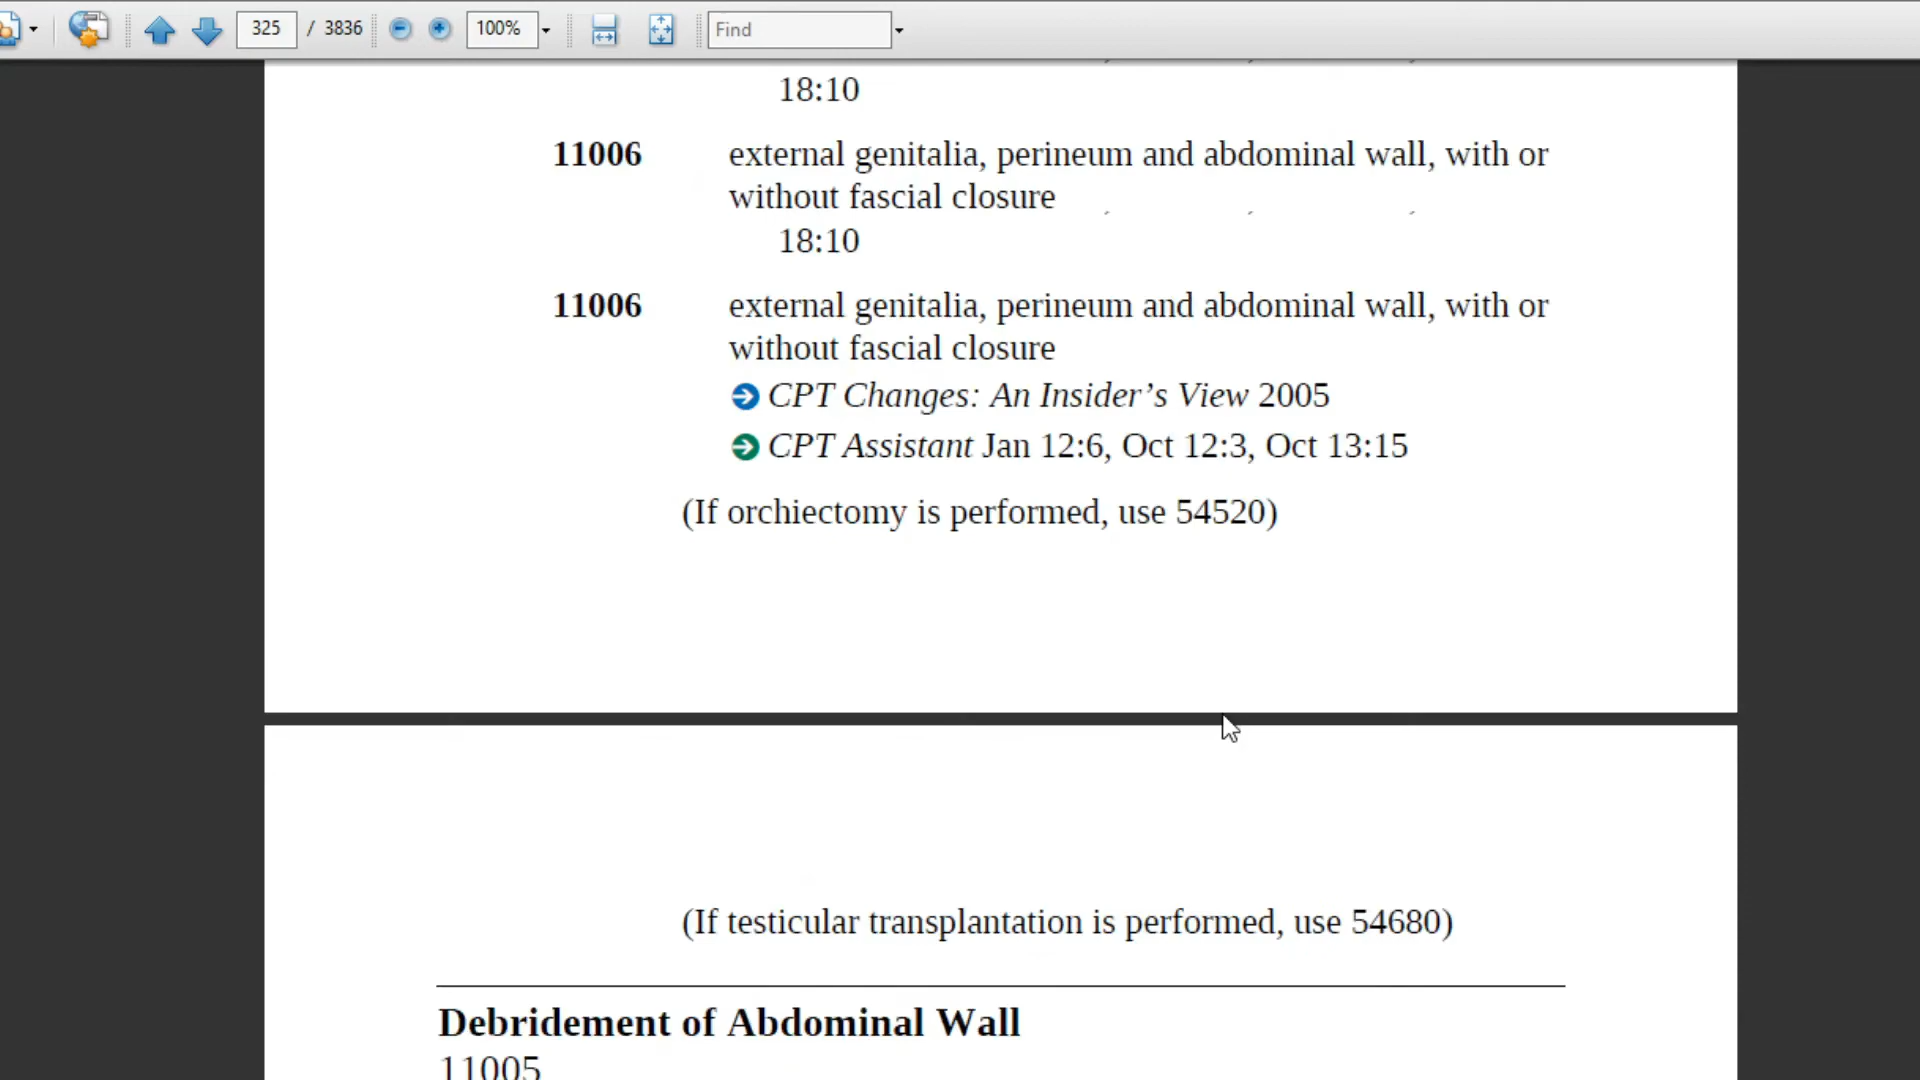 325 / 3836 100% Find
18:10
11006 external genitalia, perineum and abdominal wall, with or
without fascial closure
18:10
11006 external genitalia, perineum and abdominal wall, with or
without fascial closure
CPT Changes: An Insider’s View 2005
CPT Assistant Jan 12:6, Oct 12:3, Oct 13:15
(If orchiectomy is performed, use 54520)
(If testicular transplantation is performed, use 54680)
Debridement of Abdominal Wall
11005